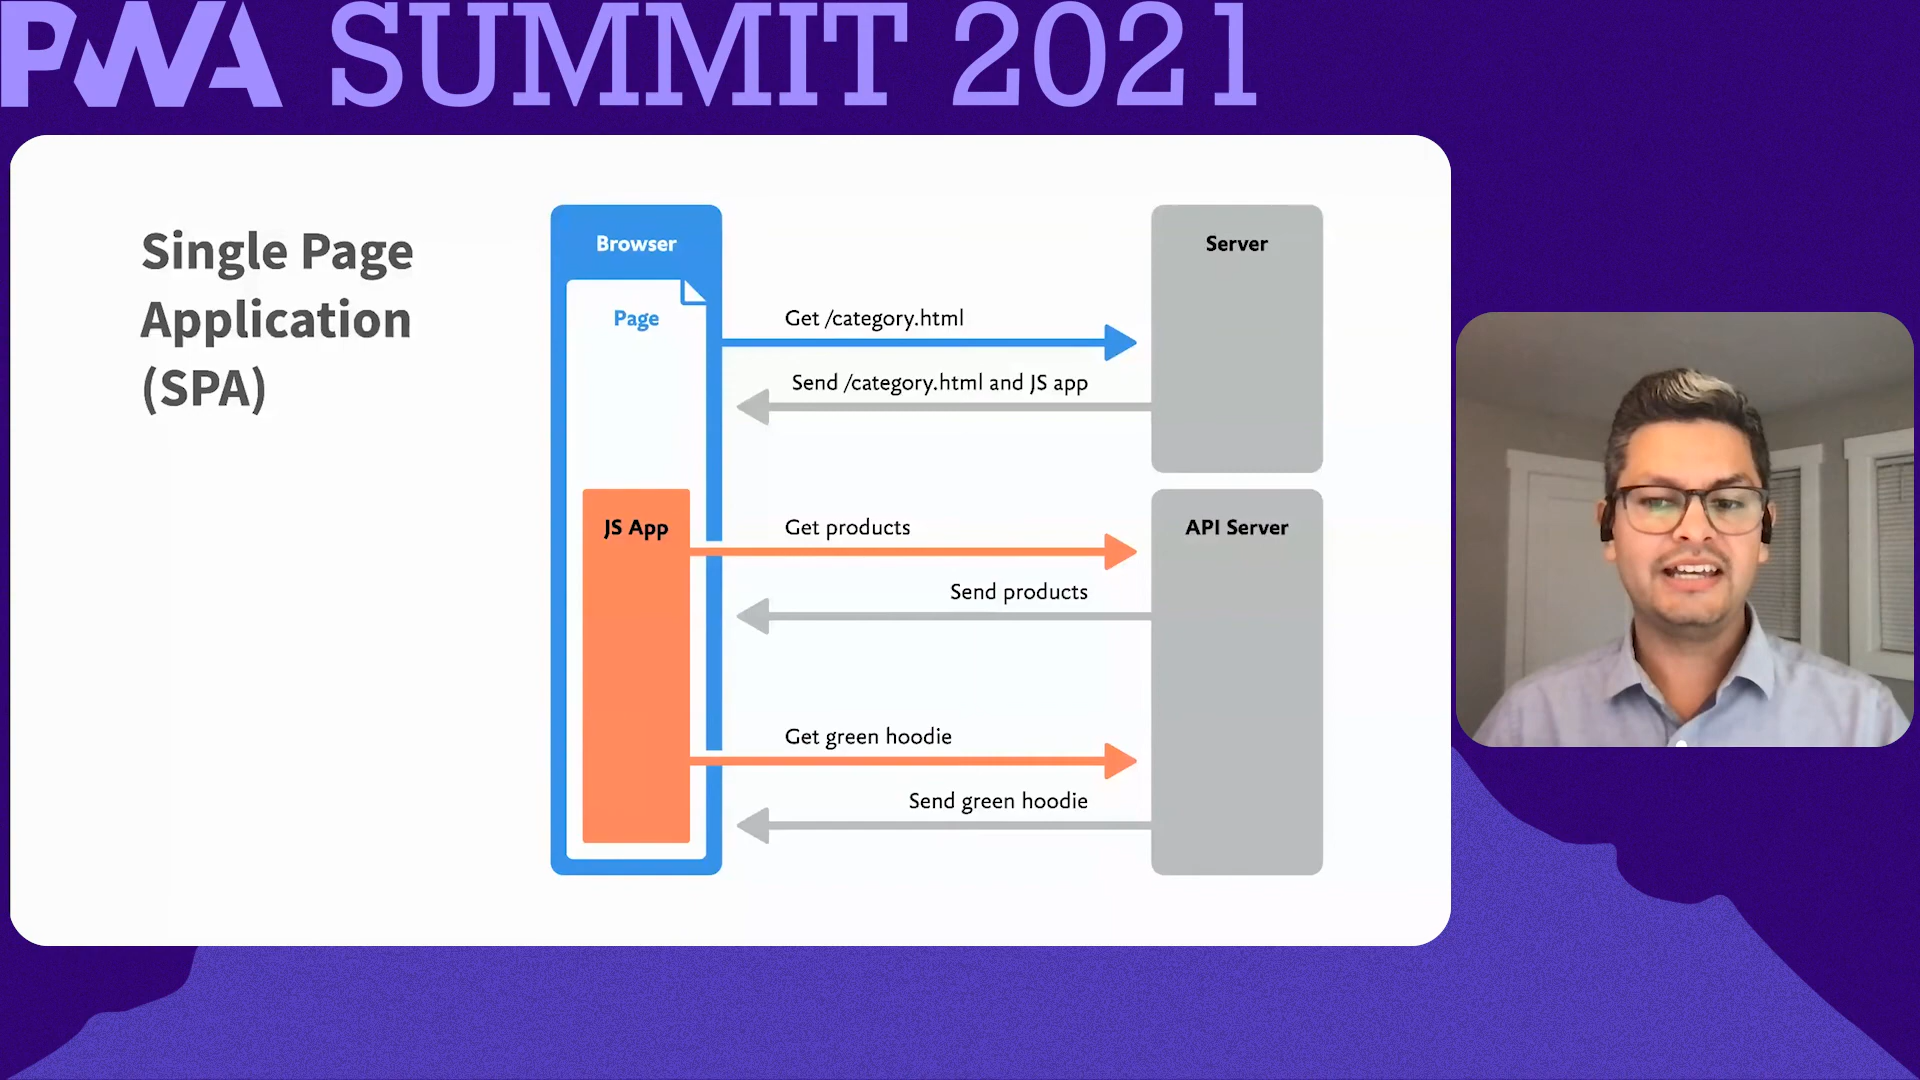 PWA SUMMIT 2021
Single Page
Application
(SPA)
Browser
Page
JS App
Get /category.html
Send /category.html and JS app
Get products
Send products
Get green hoodie
Send green hoodie
Server
API Server